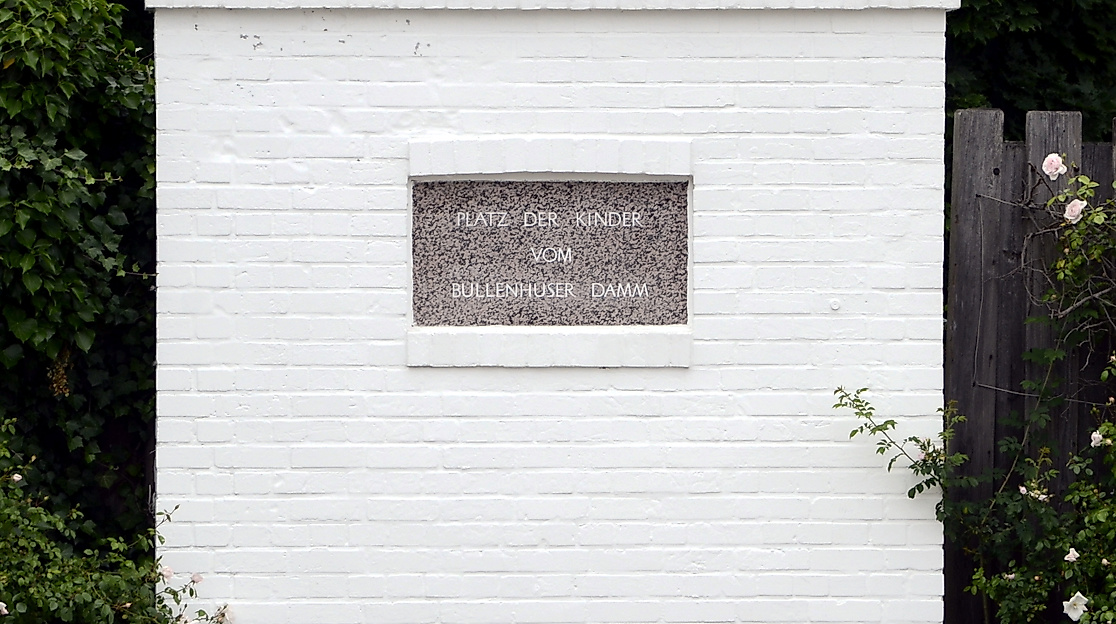 PLATZ DER KINDER
VOM
BULLENHUSER DAMM